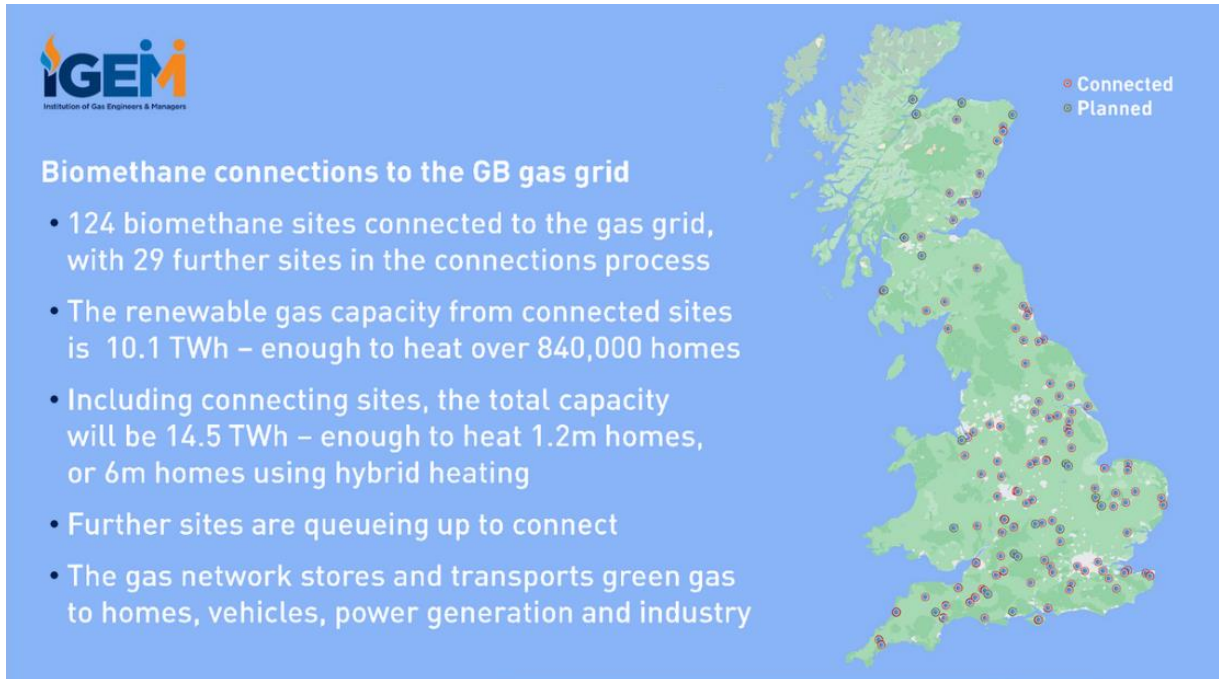 iGEM
Institution of Gas Engineers & Managers
Connected
Planned
Biomethane connections to the GB gas grid
• 124 biomethane sites connected to the gas grid,
with 29 further sites in the connections process
• The renewable gas capacity from connected sites
is 10.1 TWh – enough to heat over 840,000 homes
• Including connecting sites, the total capacity
will be 14.5 TWh – enough to heat 1.2m homes,
or 6m homes using hybrid heating
• Further sites are queueing up to connect
• The gas network stores and transports green gas
to homes, vehicles, power generation and industry